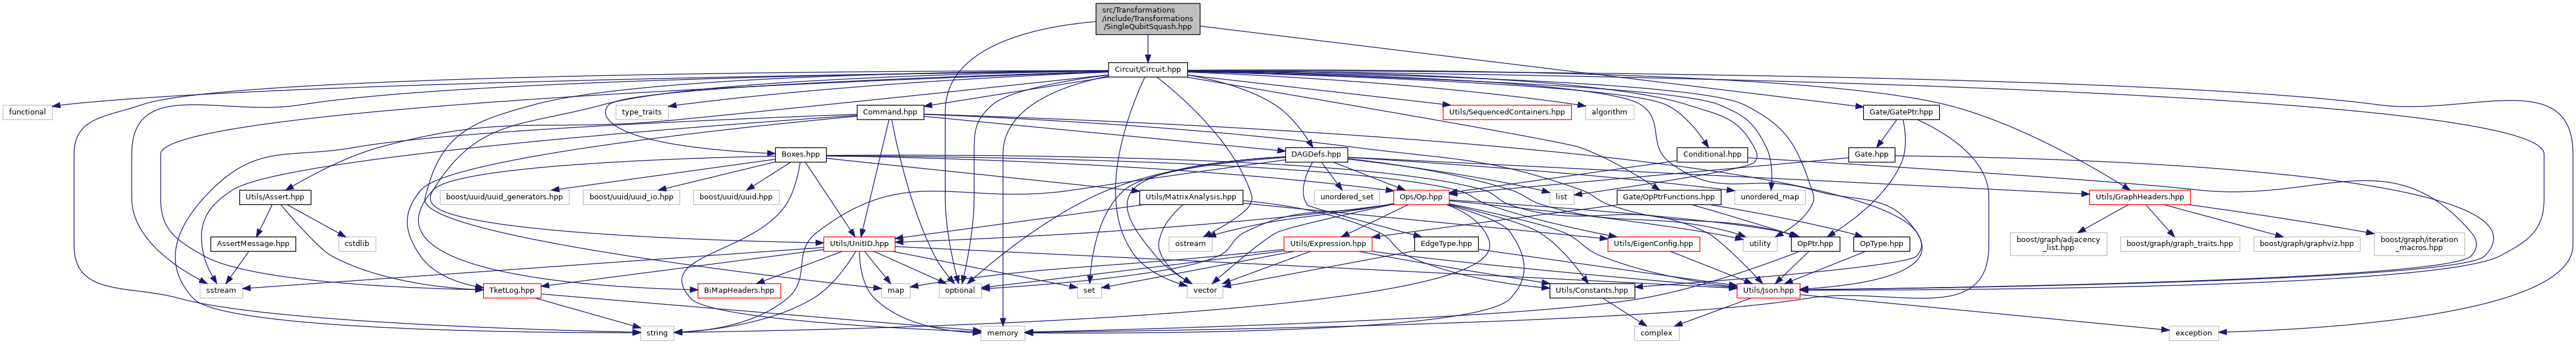 src/Transformations
/include/Transformations
/SingleQubitSquash.hpp
Circuit/Circuit.hpp
functional
type_traits
Command.hpp
Utils/SequencedContainers.hpp
algorithm
Gate/GatePtr.hpp
Boxes.hpp
DAGDefs.hpp
Conditional.hpp
Gate.hpp
Utils/Assert.hpp
boost/uuid/uuid_generators.hpp
boost/uuid/uuid_io.hpp
boost/uuid/uuid.hpp
Utils/MatrixAnalysis.hpp
unordered_set
Ops/Op.hpp
list
Gate/OpPtrFunctions.hpp
unordered_map
Utils/GraphHeaders.hpp
AssertMessage.hpp
cstdlib
Utils/UnitID.hpp
ostream
Utils/Expression.hpp
EdgeType.hpp
Utils/EigenConfig.hpp
utility
OpPtr.hpp
OpType.hpp
boost/graph/adjacency
_list.hpp
boost/graph/graph_traits.hpp
boost/graph/graphviz.hpp
boost/graph/iteration
_macros.hpp
sstream
TketLog.hpp
BiMapHeaders.hpp
map
optional
set
vector
Utils/Constants.hpp
Utils/Json.hpp
string
memory
complex
exception